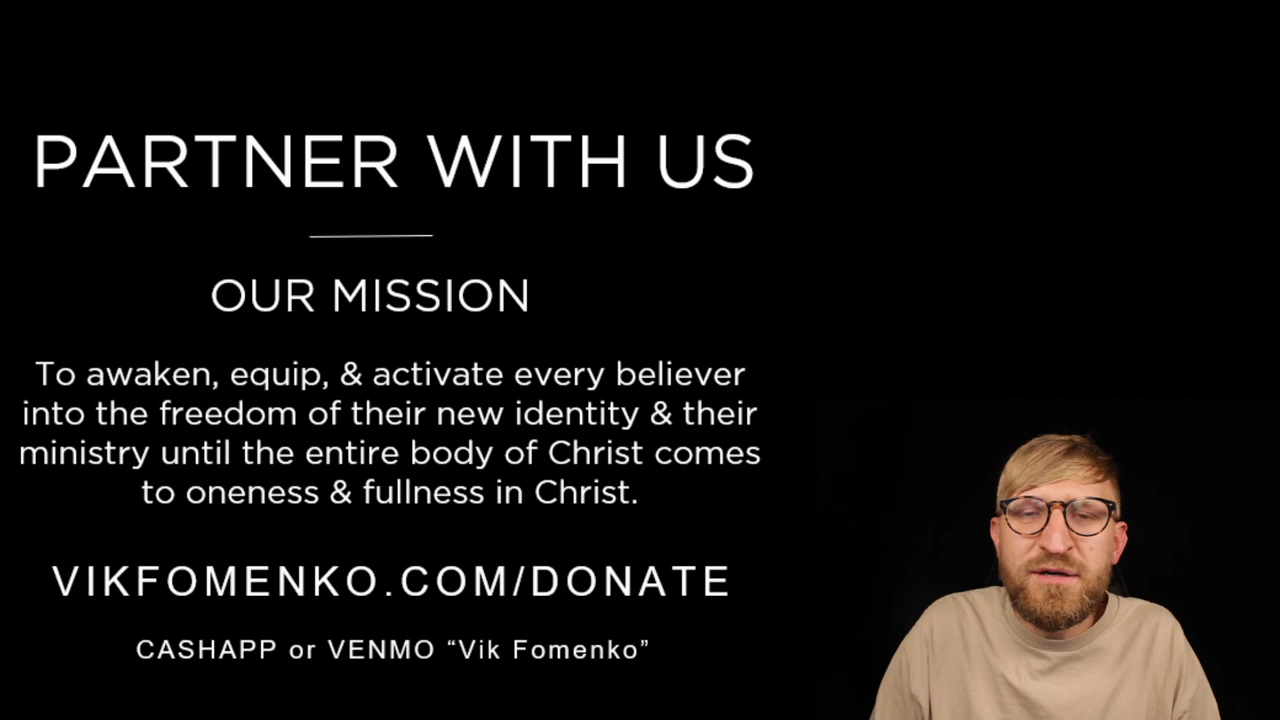 PARTNER WITH US
OUR MISSION
To awaken, equip, & activate every believer
into the freedom of their new identity & their
ministry until the entire body of Christ comes
to oneness & fullness in Christ.
VIKFOMENKO.COM/DONATE
CASHAPP or VENMO “Vik Fomenko”